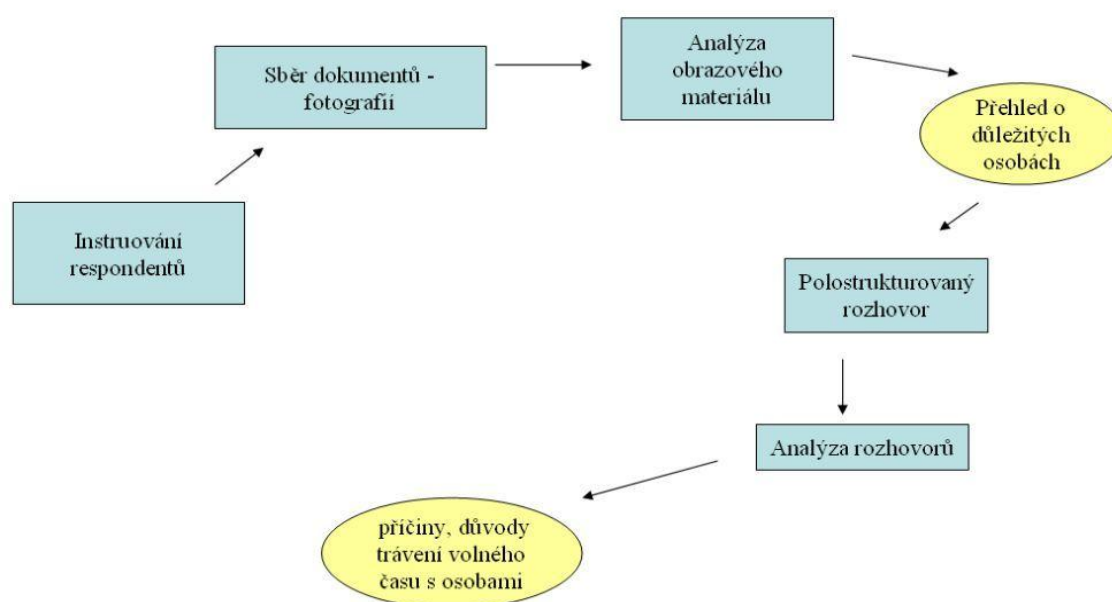 Instruování
respondentů
Sběr dokumentů -
fotografií
Analýza
obrazového
materiálu
Přehled o
důležitých
osobách
Polostrukturovaný
rozhovor
Analýza rozhovorů
příčiny, důvody
trávení volného
času s osobami